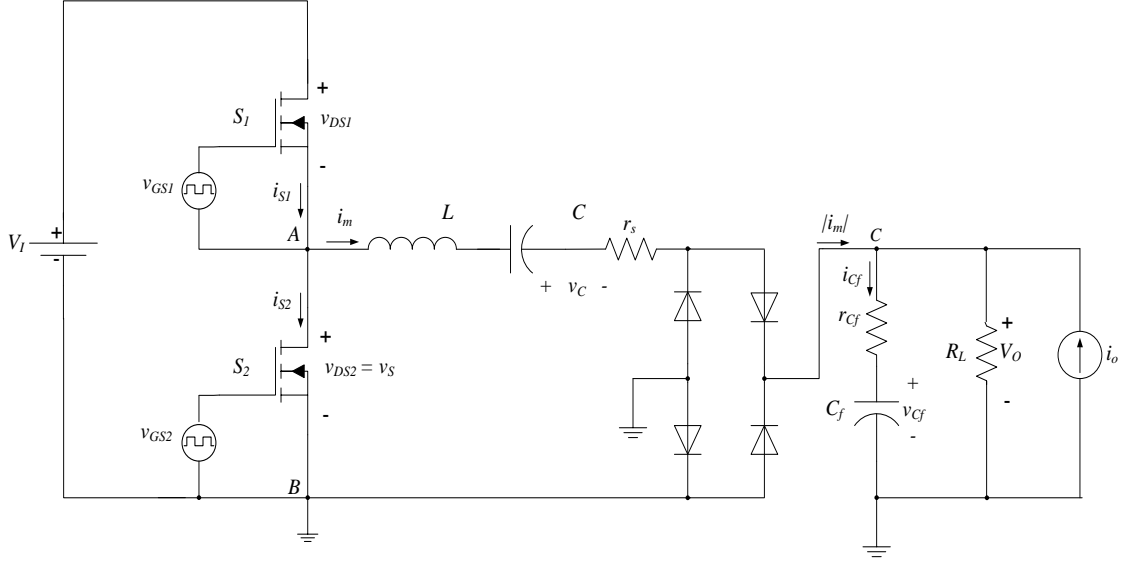 +
S1
vDS1
-
vGS1
iS1
im
L
C
rs
|im|
C
A
VI
+
-
iCf
+ vC -
iS2
rCf
+
RL
VO
io
+
S2
vDS2 = vS
+
Cf
vCf
-
-
-
vGS2
B